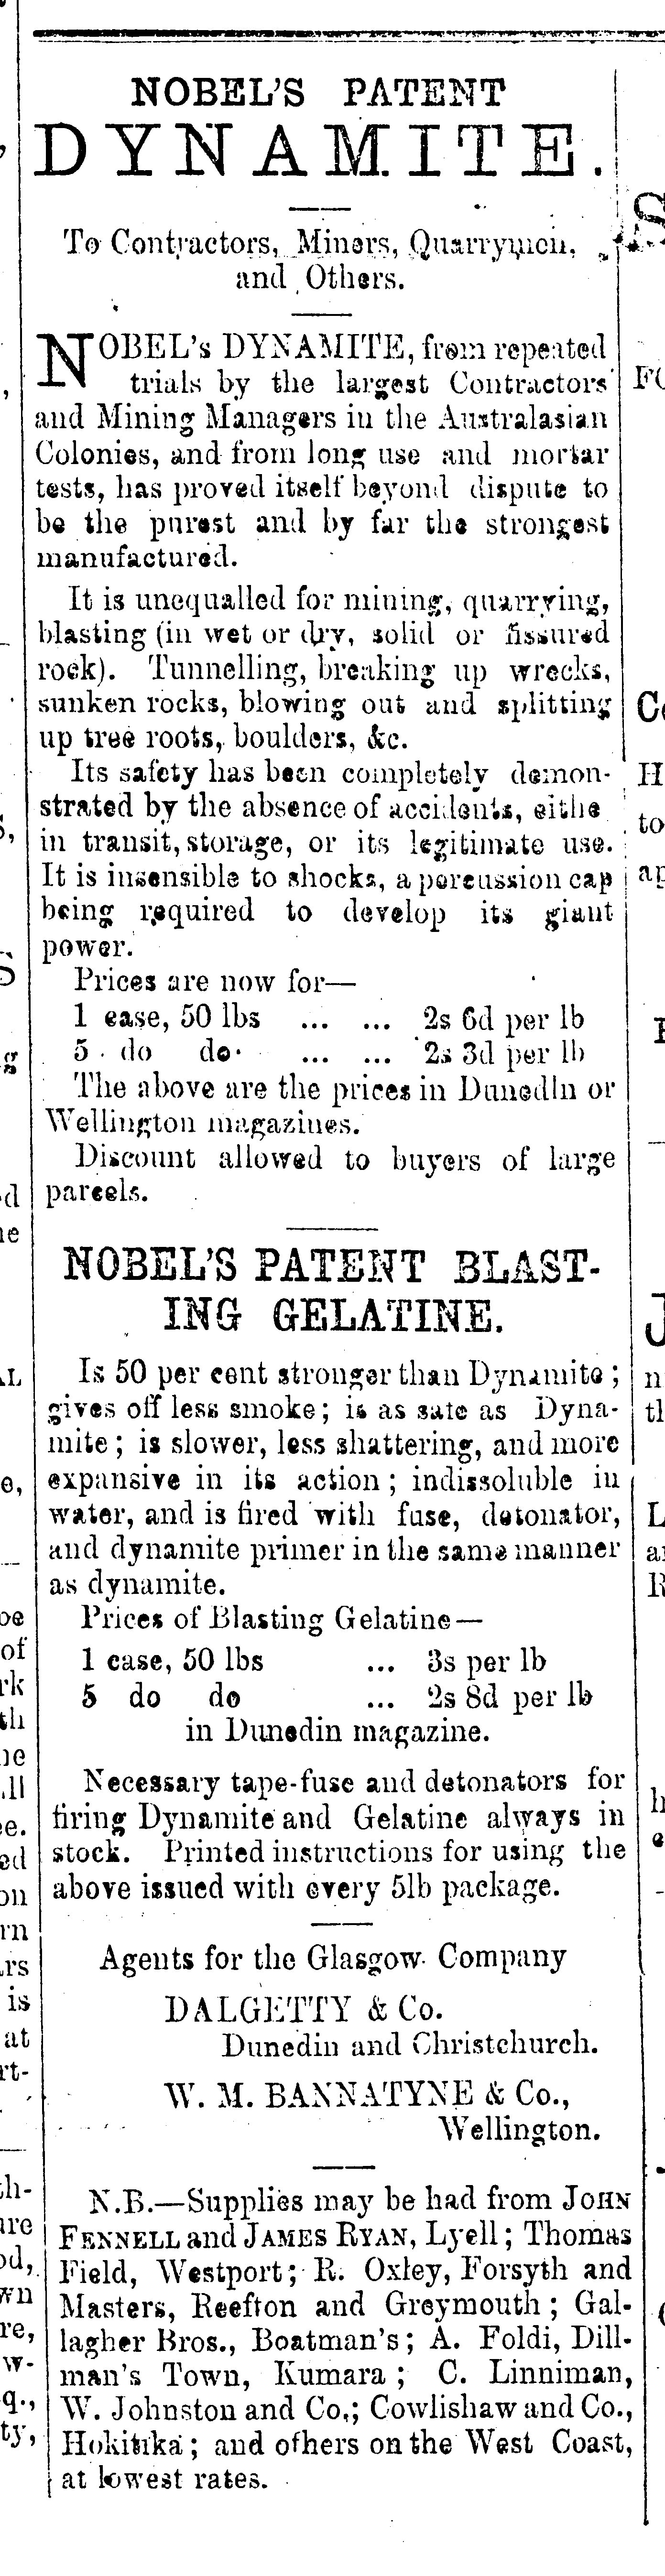 NOBEL'S PATENT
DYNAMITE.
To Contractors, Miners, Quarrymen,
and Others.
NOBEL's DYNAMITE, from repeated
trials by the largest Contractors
and Mining Managers in the Australasian
Colonies, and from long use and mortar
tests, has proved itself beyond dispute to
be the purest and by far the strongest
manufactured.
It is unequalled for mining, quarrying,
blasting (in wet or dry, solid or fissured
rock). Tunnelling, breaking up wrecks,
sunken rocks, blowing out and splitting
up tree roots, boulders, &c.
Its safety has been completely demon-
strated by the absence of accidents, eithe
in transit, storage, or its legitimate use.
It is insensible to shocks, a percussion cap
being required to develop its giant
power.
Prices are now for—
1 case, 50 lbs ... ... 2s 6d per lb
5 do do ... ... 2s 3d per lb
The above are the prices in Dunedin or
Wellington magazines.
Discount allowed to buyers of large
parcels.
NOBEL'S PATENT BLAST-
ING GELATINE.
Is 50 per cent stronger than Dynamite;
gives off less smoke; is as safe as Dyna-
mite; is slower, less shattering, and more
expansive in its action; indissoluble in
water, and is fired with fuse, detonator,
and dynamite primer in the same manner
as dynamite.
Prices of Blasting Gelatine—
1 case, 50 lbs ... 3s per lb
5 do do ... 2s 8d per lb
in Dunedin magazine.
Necessary tape-fuse and detonators for
firing Dynamite and Gelatine always in
stock. Printed instructions for using the
above issued with every 5lb package.
Agents for the Glasgow Company
DALGETTY & Co.
Dunedin and Christchurch.
W. M. BANNATYNE & Co.,
Wellington.
N.B.—Supplies may be had from JOHN
FENNELL and JAMES RYAN, Lyell; Thomas
Field, Westport; R. Oxley, Forsyth and
Masters, Reefton and Greymouth; Gal-
lagher Bros., Boatman's; A. Foldi, Dill-
man's Town, Kumara; C. Linniman,
W. Johnston and Co,; Cowlishaw and Co.,
Hokitika; and others on the West Coast,
at lowest rates.